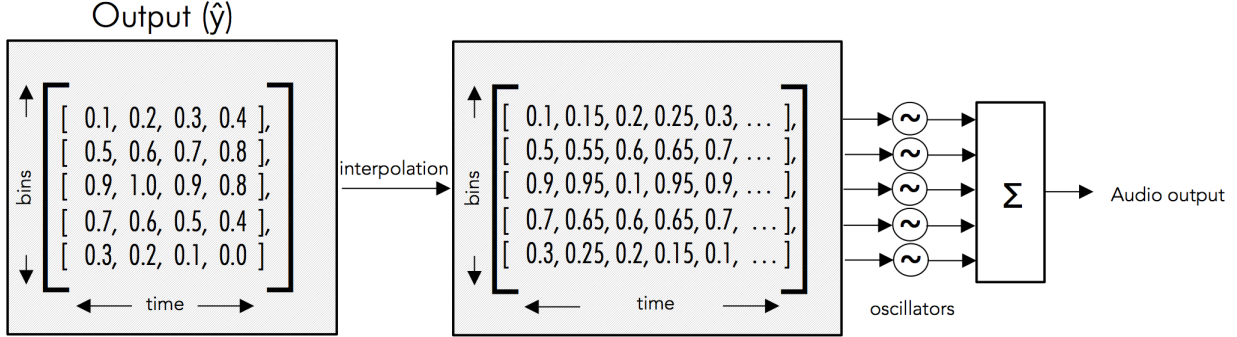 Output (ŷ)
bins
[ 0.1, 0.2, 0.3, 0.4 ],
[ 0.5, 0.6, 0.7, 0.8 ],
[ 0.9, 1.0, 0.9, 0.8 ],
[ 0.7, 0.6, 0.5, 0.4 ],
[ 0.3, 0.2, 0.1, 0.0 ]
time
interpolation
bins
[ 0.1, 0.15, 0.2, 0.25, 0.3, ... ],
[ 0.5, 0.55, 0.6, 0.65, 0.7, ... ],
[ 0.9, 0.95, 0.1, 0.95, 0.9, ... ],
[ 0.7, 0.65, 0.6, 0.65, 0.7, ... ],
[ 0.3, 0.25, 0.2, 0.15, 0.1, ... ]
time
~
~
~
~
~
oscillators
Σ
Audio output